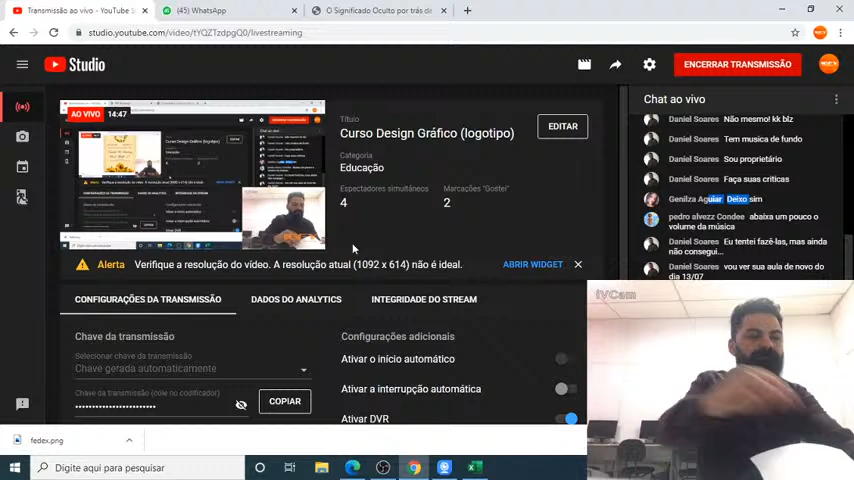 Transmissão ao vivo - YouTube S
(45) WhatsApp
O Significado Oculto por trás de
studio.youtube.com/video/tYQZTzdpgQ0/livestreaming
Studio
ENCERRAR TRANSMISSÃO
AO VIVO 14:47
Título
Curso Design Gráfico (logotipo)
EDITAR
Categoria
Educação
Espectadores simultâneos
Marcações "Gostei"
4
2
Alerta Verifique a resolução do vídeo. A resolução atual (1092 x 614) não é ideal.
ABRIR WIDGET
CONFIGURAÇÕES DA TRANSMISSÃO
DADOS DO ANALYTICS
INTEGRIDADE DO STREAM
Chave da transmissão
Selecionar chave da transmissão
Chave gerada automaticamente
Chave da transmissão (cole no codificador)
COPIAR
Configurações adicionais
Ativar o início automático
Ativar a interrupção automática
Ativar DVR
Chat ao vivo
Daniel Soares Não mesmo! kk blz
Daniel Soares Tem musica de fundo
Daniel Soares Sou proprietário
Daniel Soares Faça suas criticas
Genilza Aguiar Deixo sim
pedro alvezz Condee abaixa um pouco o
volume da música
Daniel Soares Eu tentei fazê-las, mas ainda
não consegui...
Daniel Soares vou ver sua aula de novo do
dia 13/07
iVCam
fedex.png
Digite aqui para pesquisar